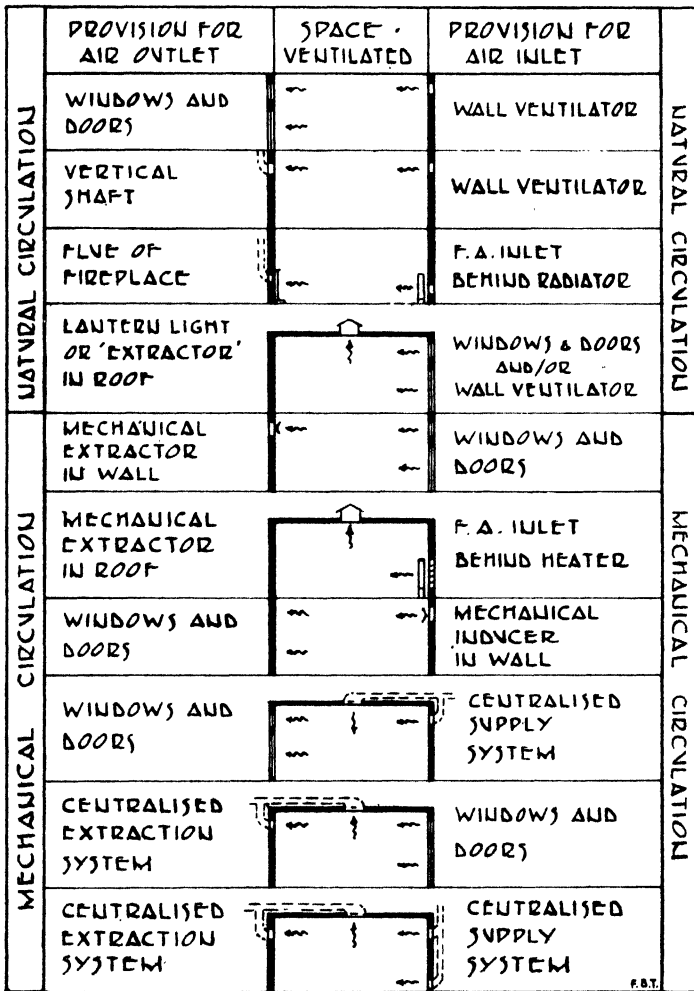 PROVISION FOR
AIR OUTLET
SPACE ·
VENTILATED
PROVISION FOR
AIR INLET
NATURAL CIRCULATION
NATURAL CIRCULATION
WINDOWS AND
DOORS
WALL VENTILATOR
VERTICAL
SHAFT
WALL VENTILATOR
FLUE OF
FIREPLACE
F.A. INLET
BEHIND RADIATOR
LANTERN LIGHT
OR 'EXTRACTOR'
IN ROOF
WINDOWS & DOORS
AND/OR
WALL VENTILATOR
MECHANICAL CIRCULATION
MECHANICAL CIRCULATION
MECHANICAL
EXTRACTOR
IN WALL
WINDOWS AND
DOORS
MECHANICAL
EXTRACTOR
IN ROOF
F.A. INLET
BEHIND HEATER
WINDOWS AND
DOORS
MECHANICAL
INDUCER
IN WALL
WINDOWS AND
DOORS
CENTRALISED
SUPPLY
SYSTEM
CENTRALISED
EXTRACTION
SYSTEM
WINDOWS AND
DOORS
CENTRALISED
EXTRACTION
SYSTEM
CENTRALISED
SUPPLY
SYSTEM
F.B.T.